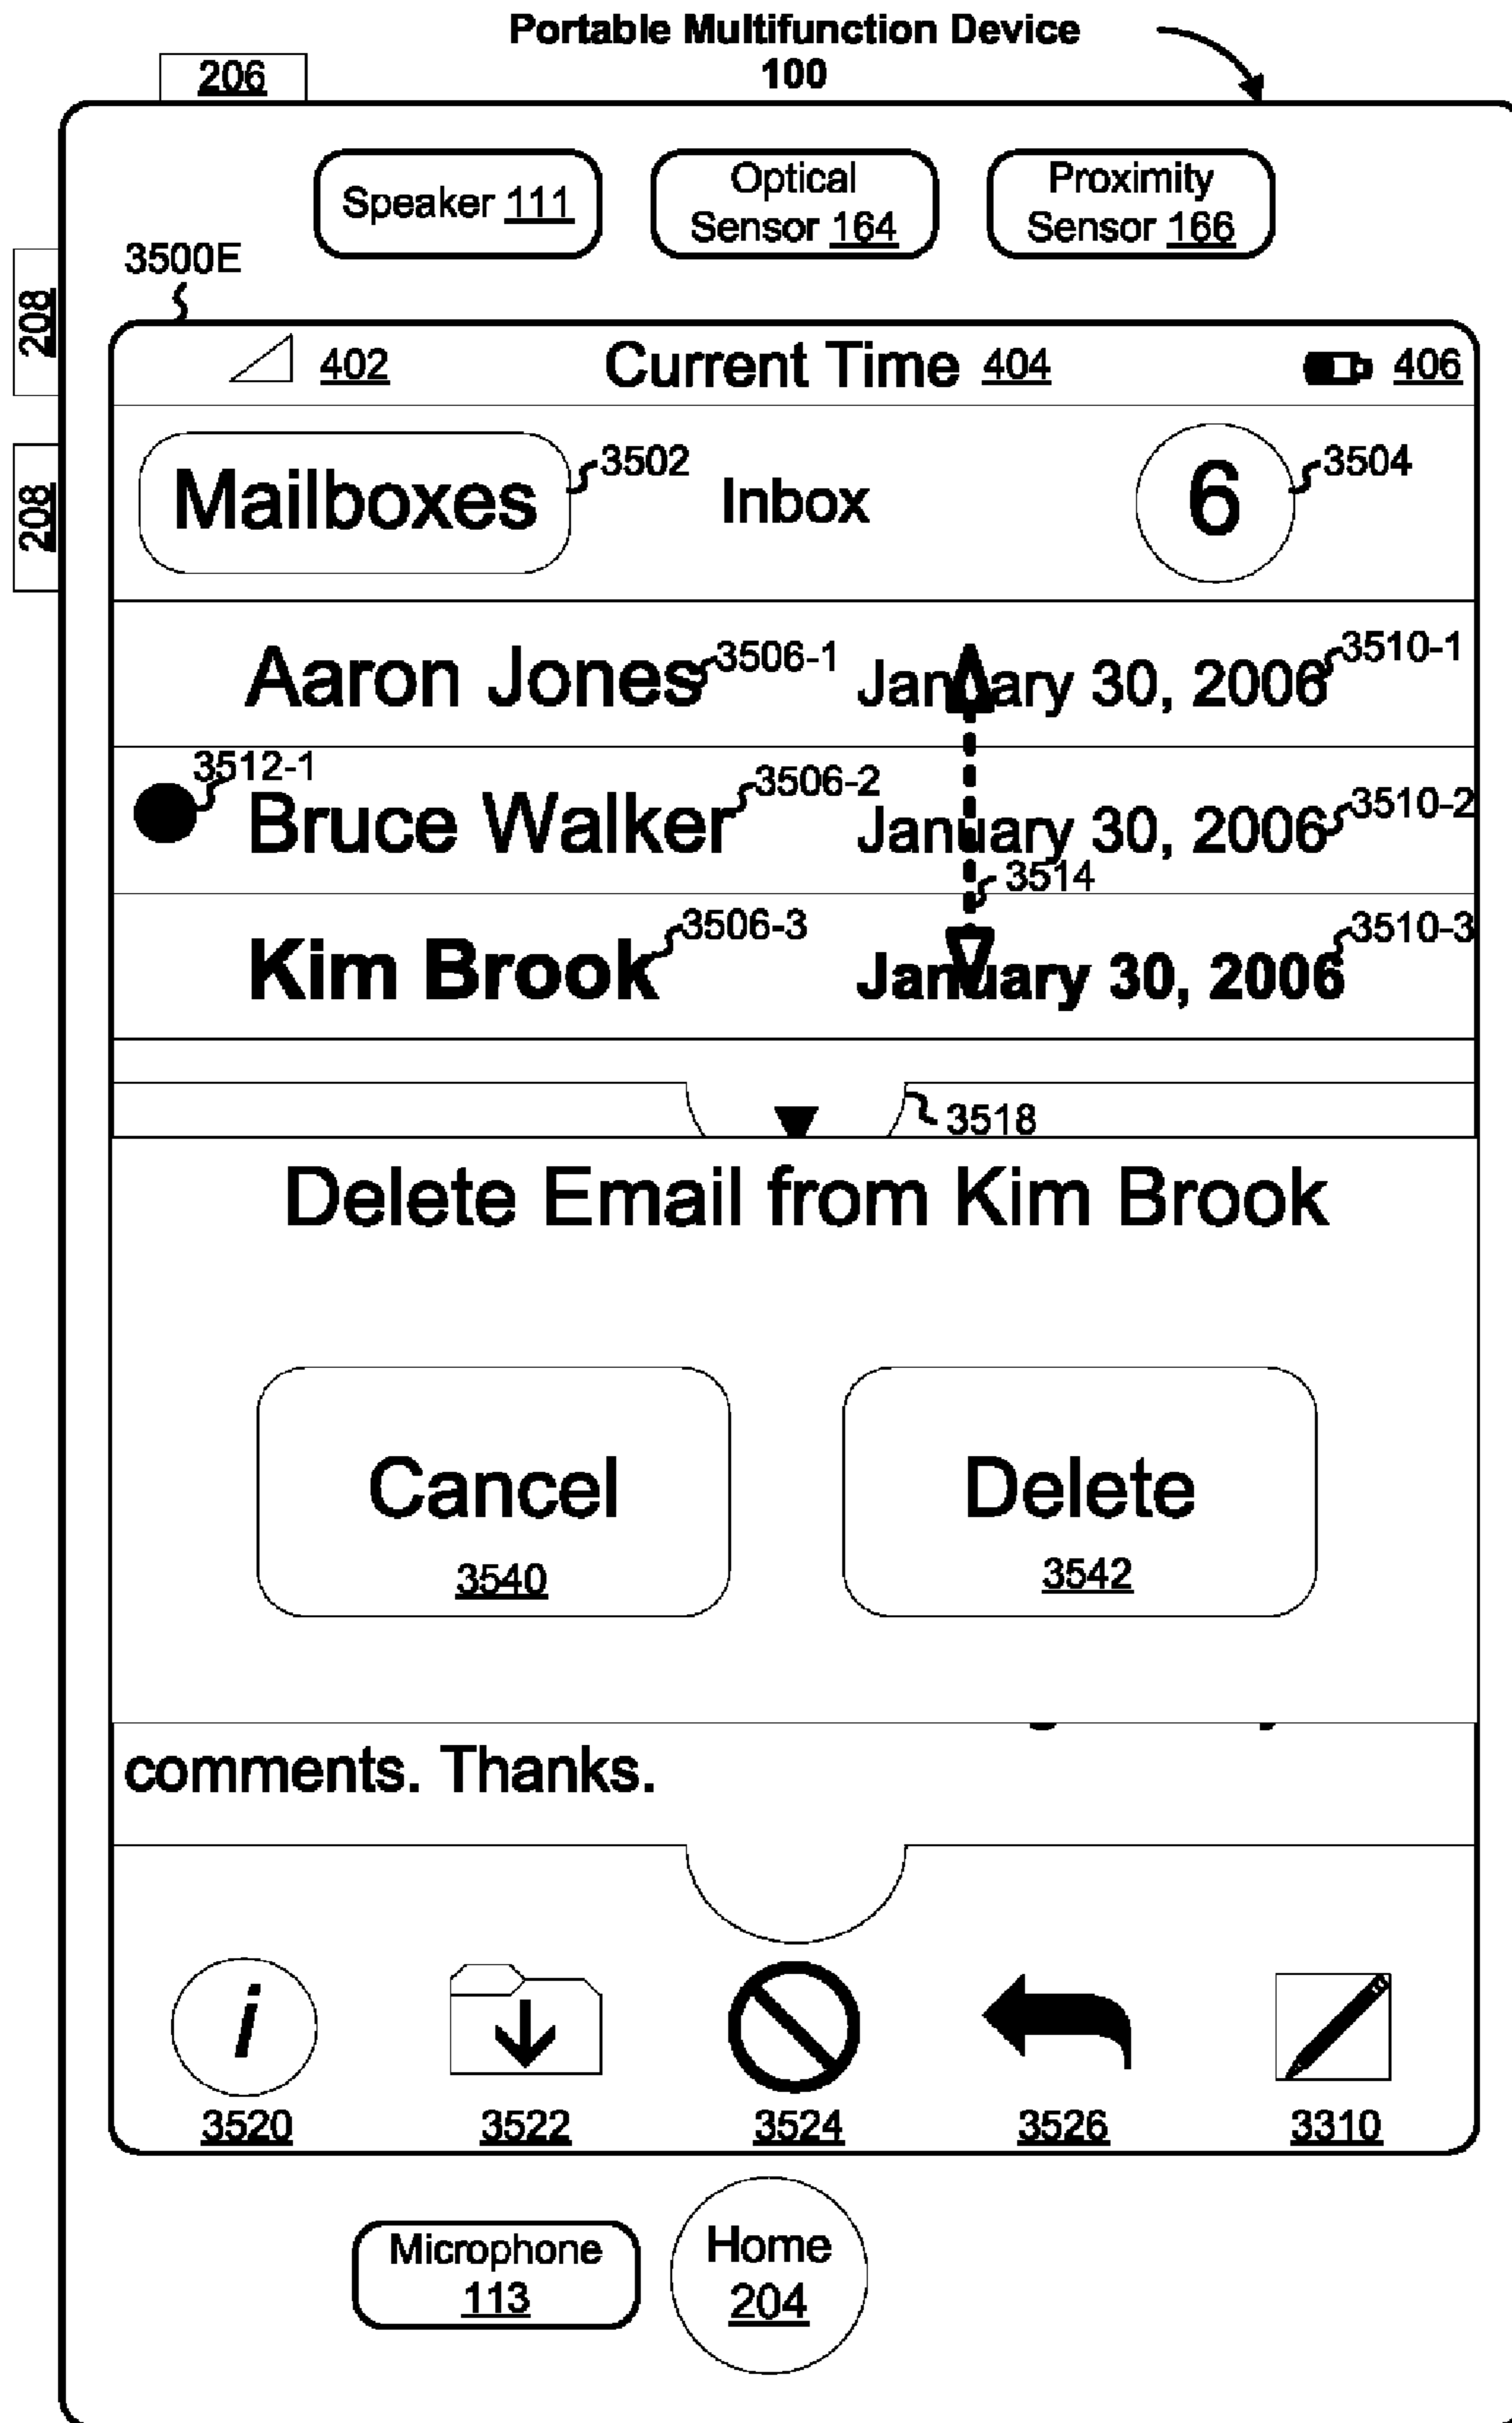 Portable Multifunction Device
100
206
Speaker 111
Optical
Sensor 164
Proximity
Sensor 166
3500E
208
402 Current Time 404 406
Mailboxes 3502 Inbox 6 3504
208
Aaron Jones 3506-1 January 30, 2006 3510-1
3512-1
Bruce Walker 3506-2 January 30, 2006 3510-2
3514
Kim Brook 3506-3 January 30, 2006 3510-3
3518
Delete Email from Kim Brook
Cancel Delete
3540 3542
comments. Thanks.
i
3520 3522 3524 3526 3310
Microphone
113
Home
204